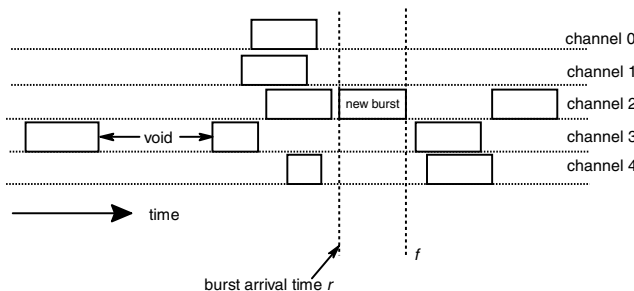 channel 0
channel 1
new burst
channel 2
void
channel 3
channel 4
time
f
burst arrival time r